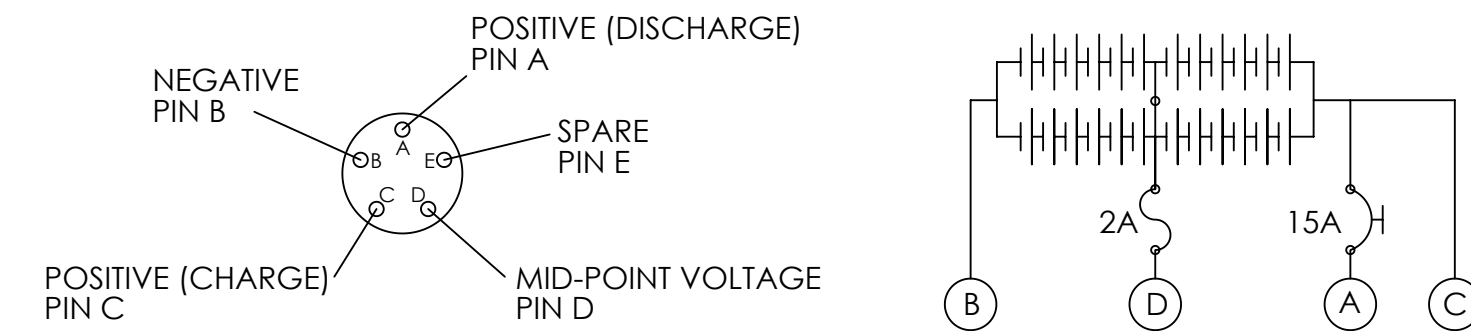 POSITIVE (DISCHARGE)
PIN A
NEGATIVE
PIN B
SPARE
PIN E
A
B
E
C
D
POSITIVE (CHARGE)
PIN C
MID-POINT VOLTAGE
PIN D
2A
15A
B
D
A
C